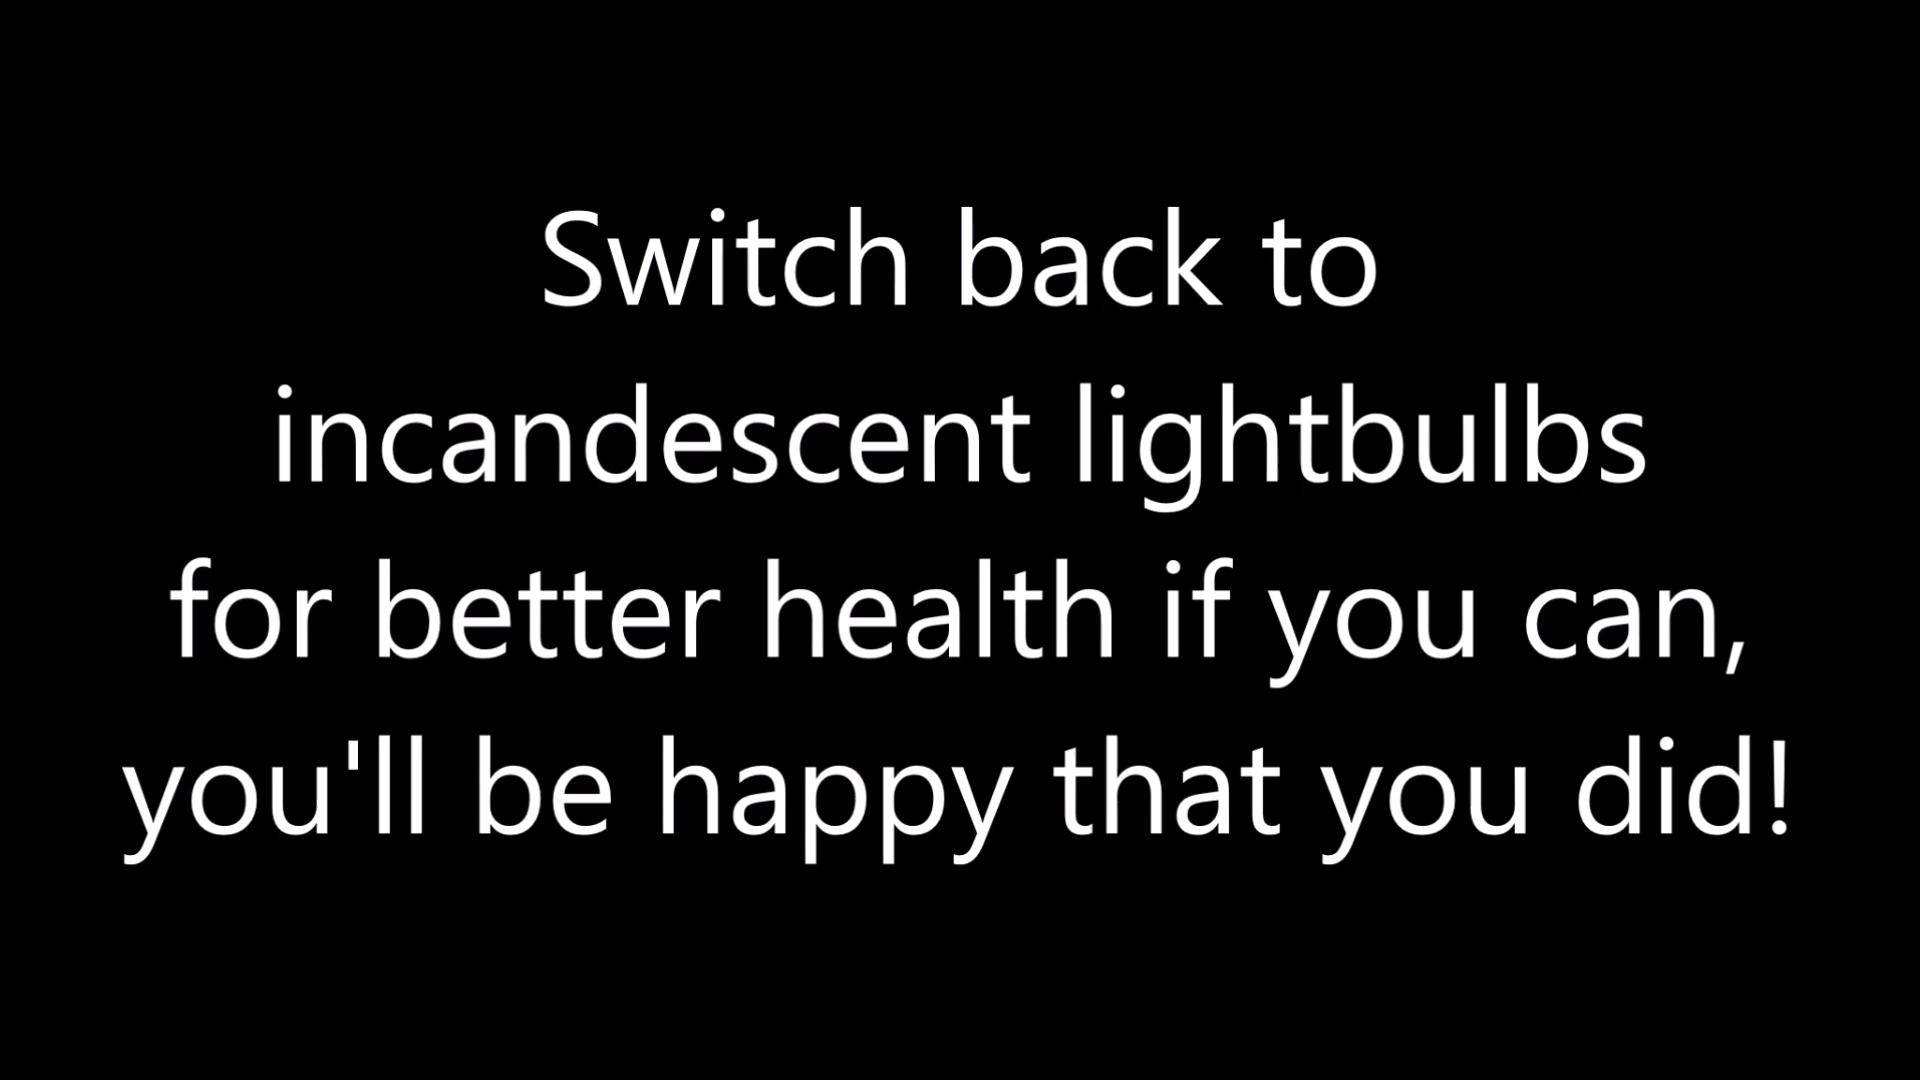 Switch back to
incandescent lightbulbs
for better health if you can,
you'll be happy that you did!